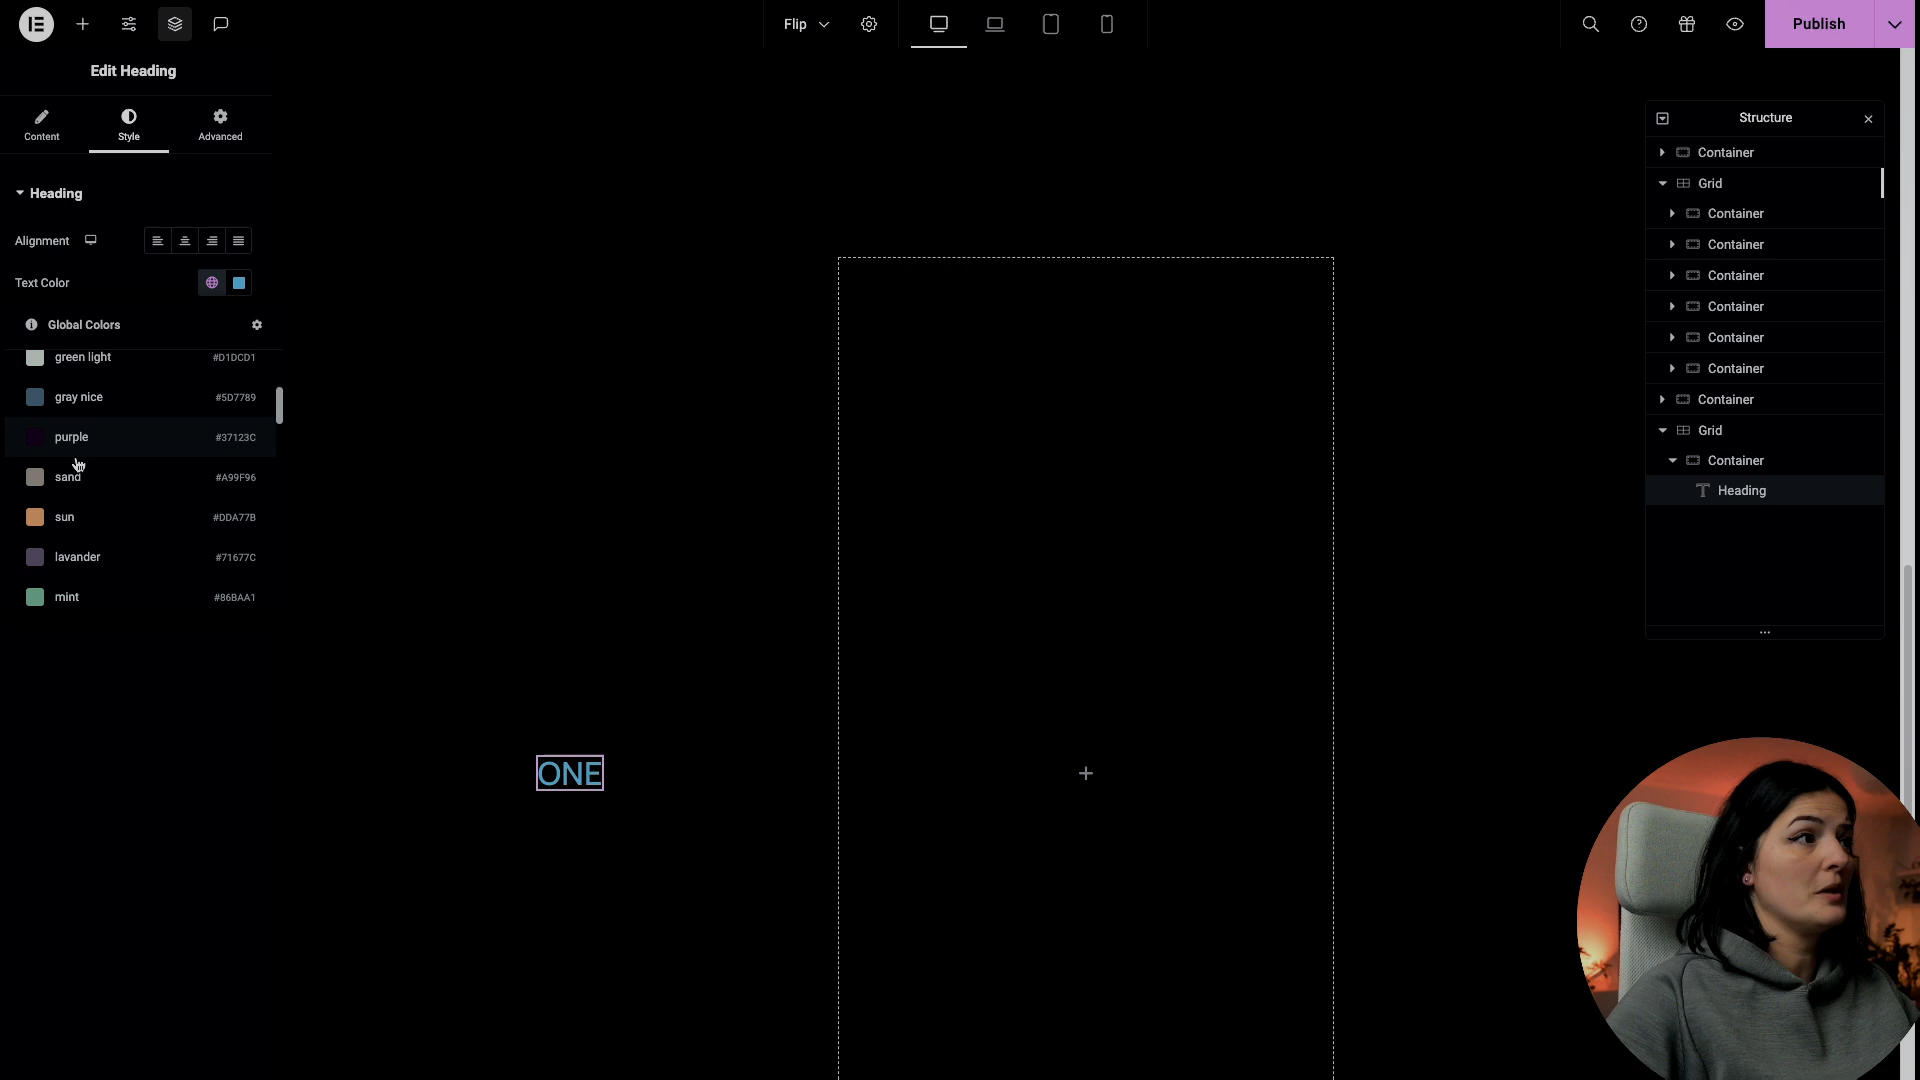 Flip
Publish
Edit Heading
Content
Style
Advanced
Heading
Alignment
Text Color
Global Colors
green light #D1DCD1
gray nice #5D7789
purple #37123C
sand #A99F96
sun #DDA77B
lavander #71677C
mint #86BAA1
ONE
Structure
Container
Grid
Container
Container
Container
Container
Container
Container
Container
Grid
Container
Heading